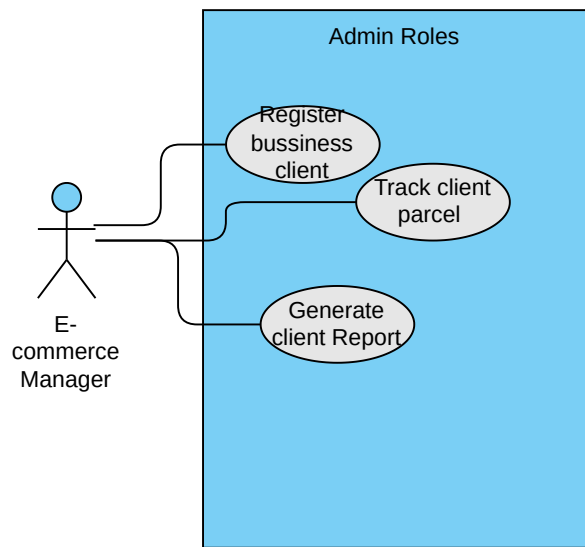 Admin Roles
Register
bussiness
client
Track client
parcel
Generate
client Report
E-
commerce
Manager